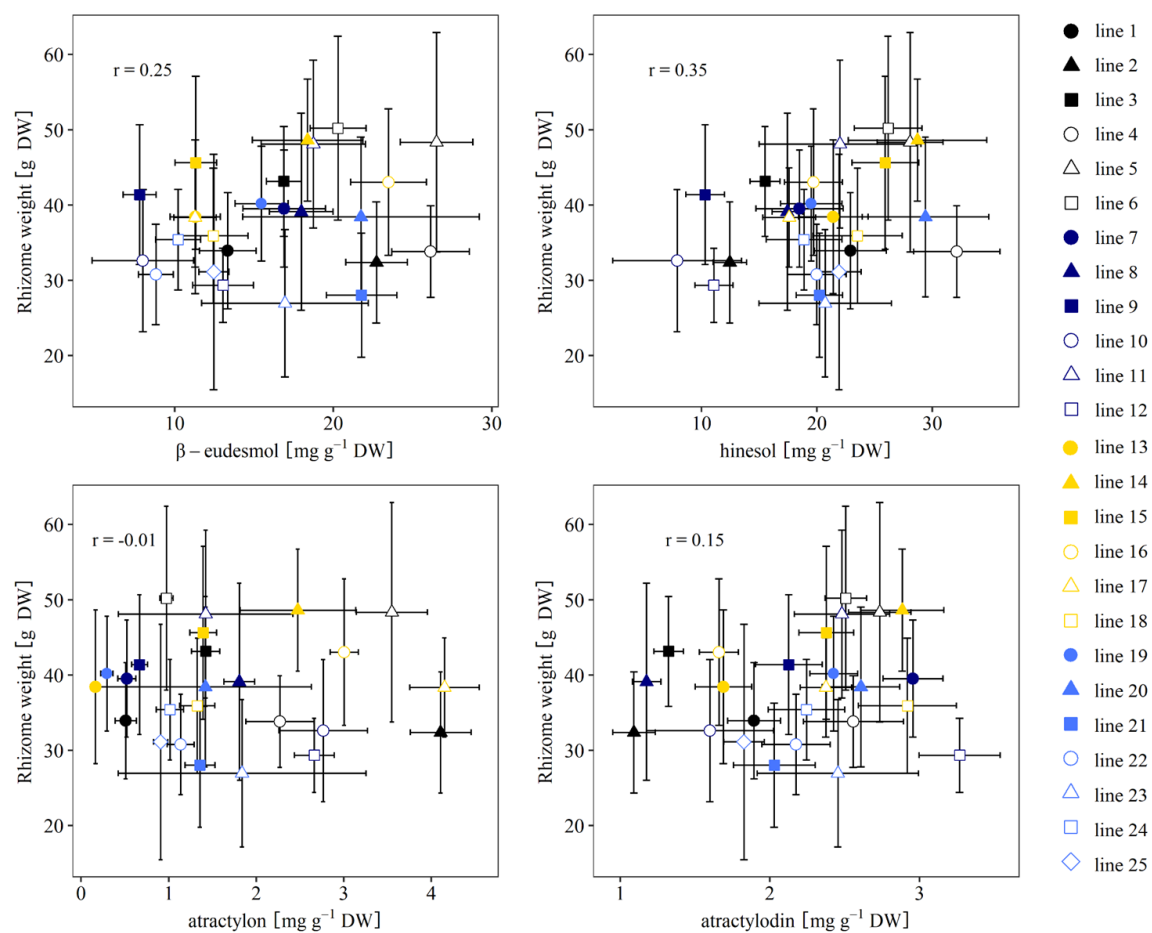 60
50
40
30
20
Rhizome weight [g DW]
r = 0.25
10
20
30
β – eudesmol [mg g⁻¹ DW]
60
50
40
30
20
Rhizome weight [g DW]
r = 0.35
10
20
30
hinesol [mg g⁻¹ DW]
60
50
40
30
20
Rhizome weight [g DW]
r = -0.01
0
1
2
3
4
atractylon [mg g⁻¹ DW]
60
50
40
30
20
Rhizome weight [g DW]
r = 0.15
1
2
3
atractylodin [mg g⁻¹ DW]
line 1
line 2
line 3
line 4
line 5
line 6
line 7
line 8
line 9
line 10
line 11
line 12
line 13
line 14
line 15
line 16
line 17
line 18
line 19
line 20
line 21
line 22
line 23
line 24
line 25